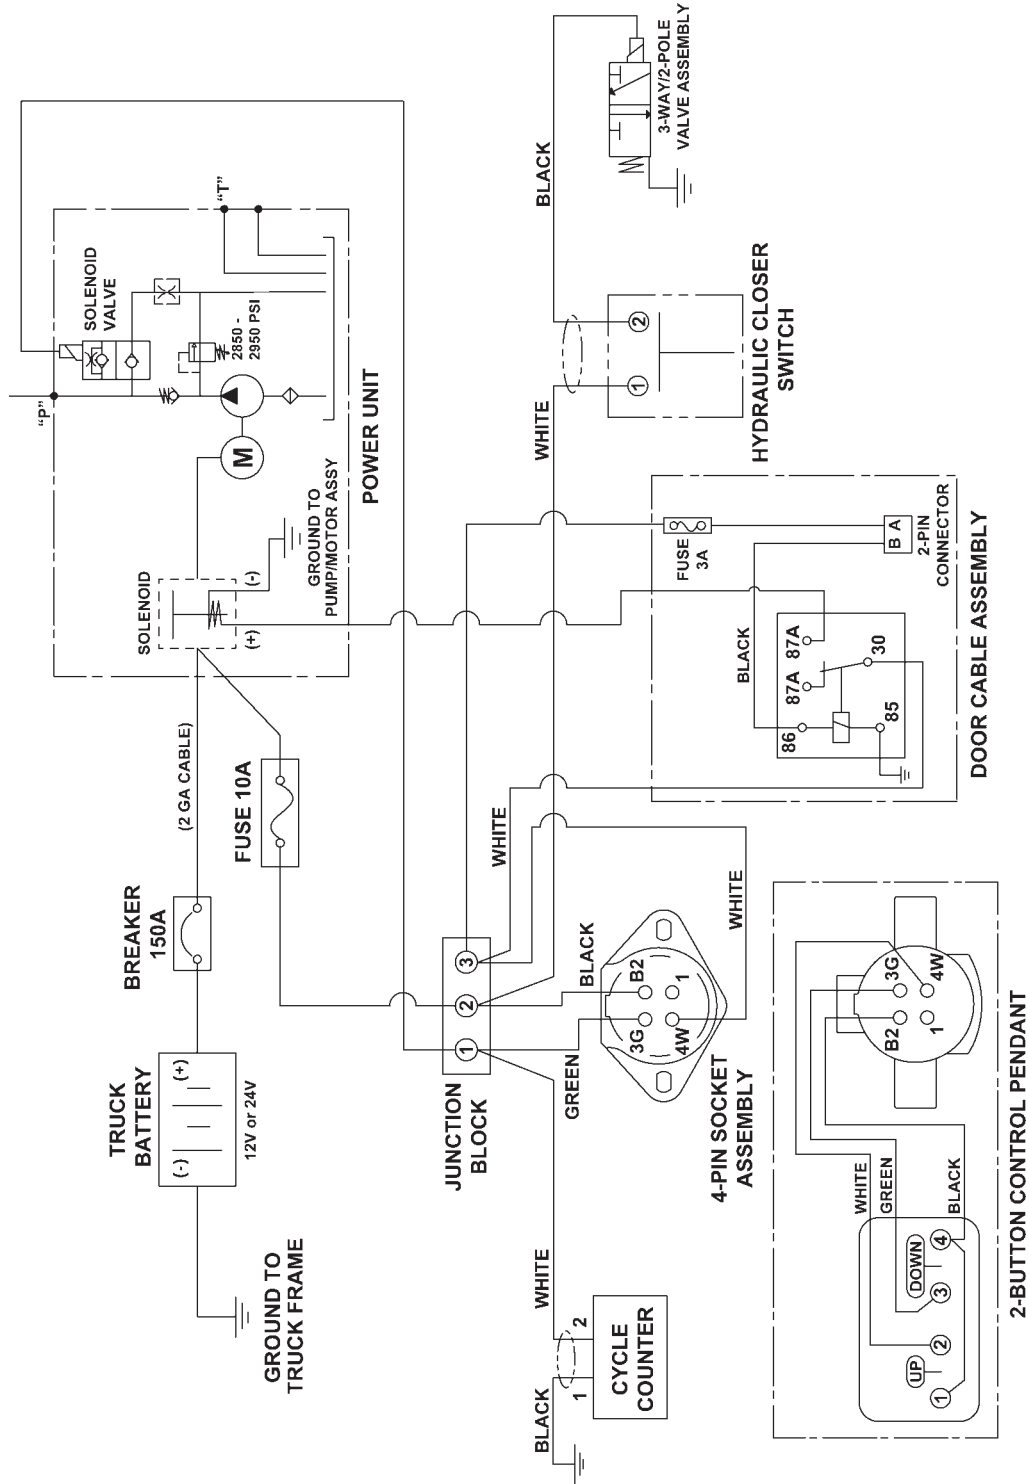 GROUND TO
TRUCK FRAME
TRUCK
BATTERY
(-)
(+)
12V or 24V
BREAKER
150A
(2 GA CABLE)
FUSE 10A
SOLENOID
(+)
(-)
GROUND TO
PUMP/MOTOR ASSY
M
"P"
SOLENOID
VALVE
2850 -
2950 PSI
"T"
POWER UNIT
JUNCTION
BLOCK
1
2
3
BLACK
WHITE
1
2
CYCLE
COUNTER
GREEN
BLACK
WHITE
WHITE
3G
B2
4W
1
4-PIN SOCKET
ASSEMBLY
WHITE
BLACK
1
2
HYDRAULIC CLOSER
SWITCH
3-WAY/2-POLE
VALVE ASSEMBLY
FUSE
3A
B A
2-PIN
CONNECTOR
BLACK
86
87A
87A
30
85
DOOR CABLE ASSEMBLY
WHITE
GREEN
BLACK
UP
DOWN
1
2
3
4
B2
3G
1
4W
2-BUTTON CONTROL PENDANT